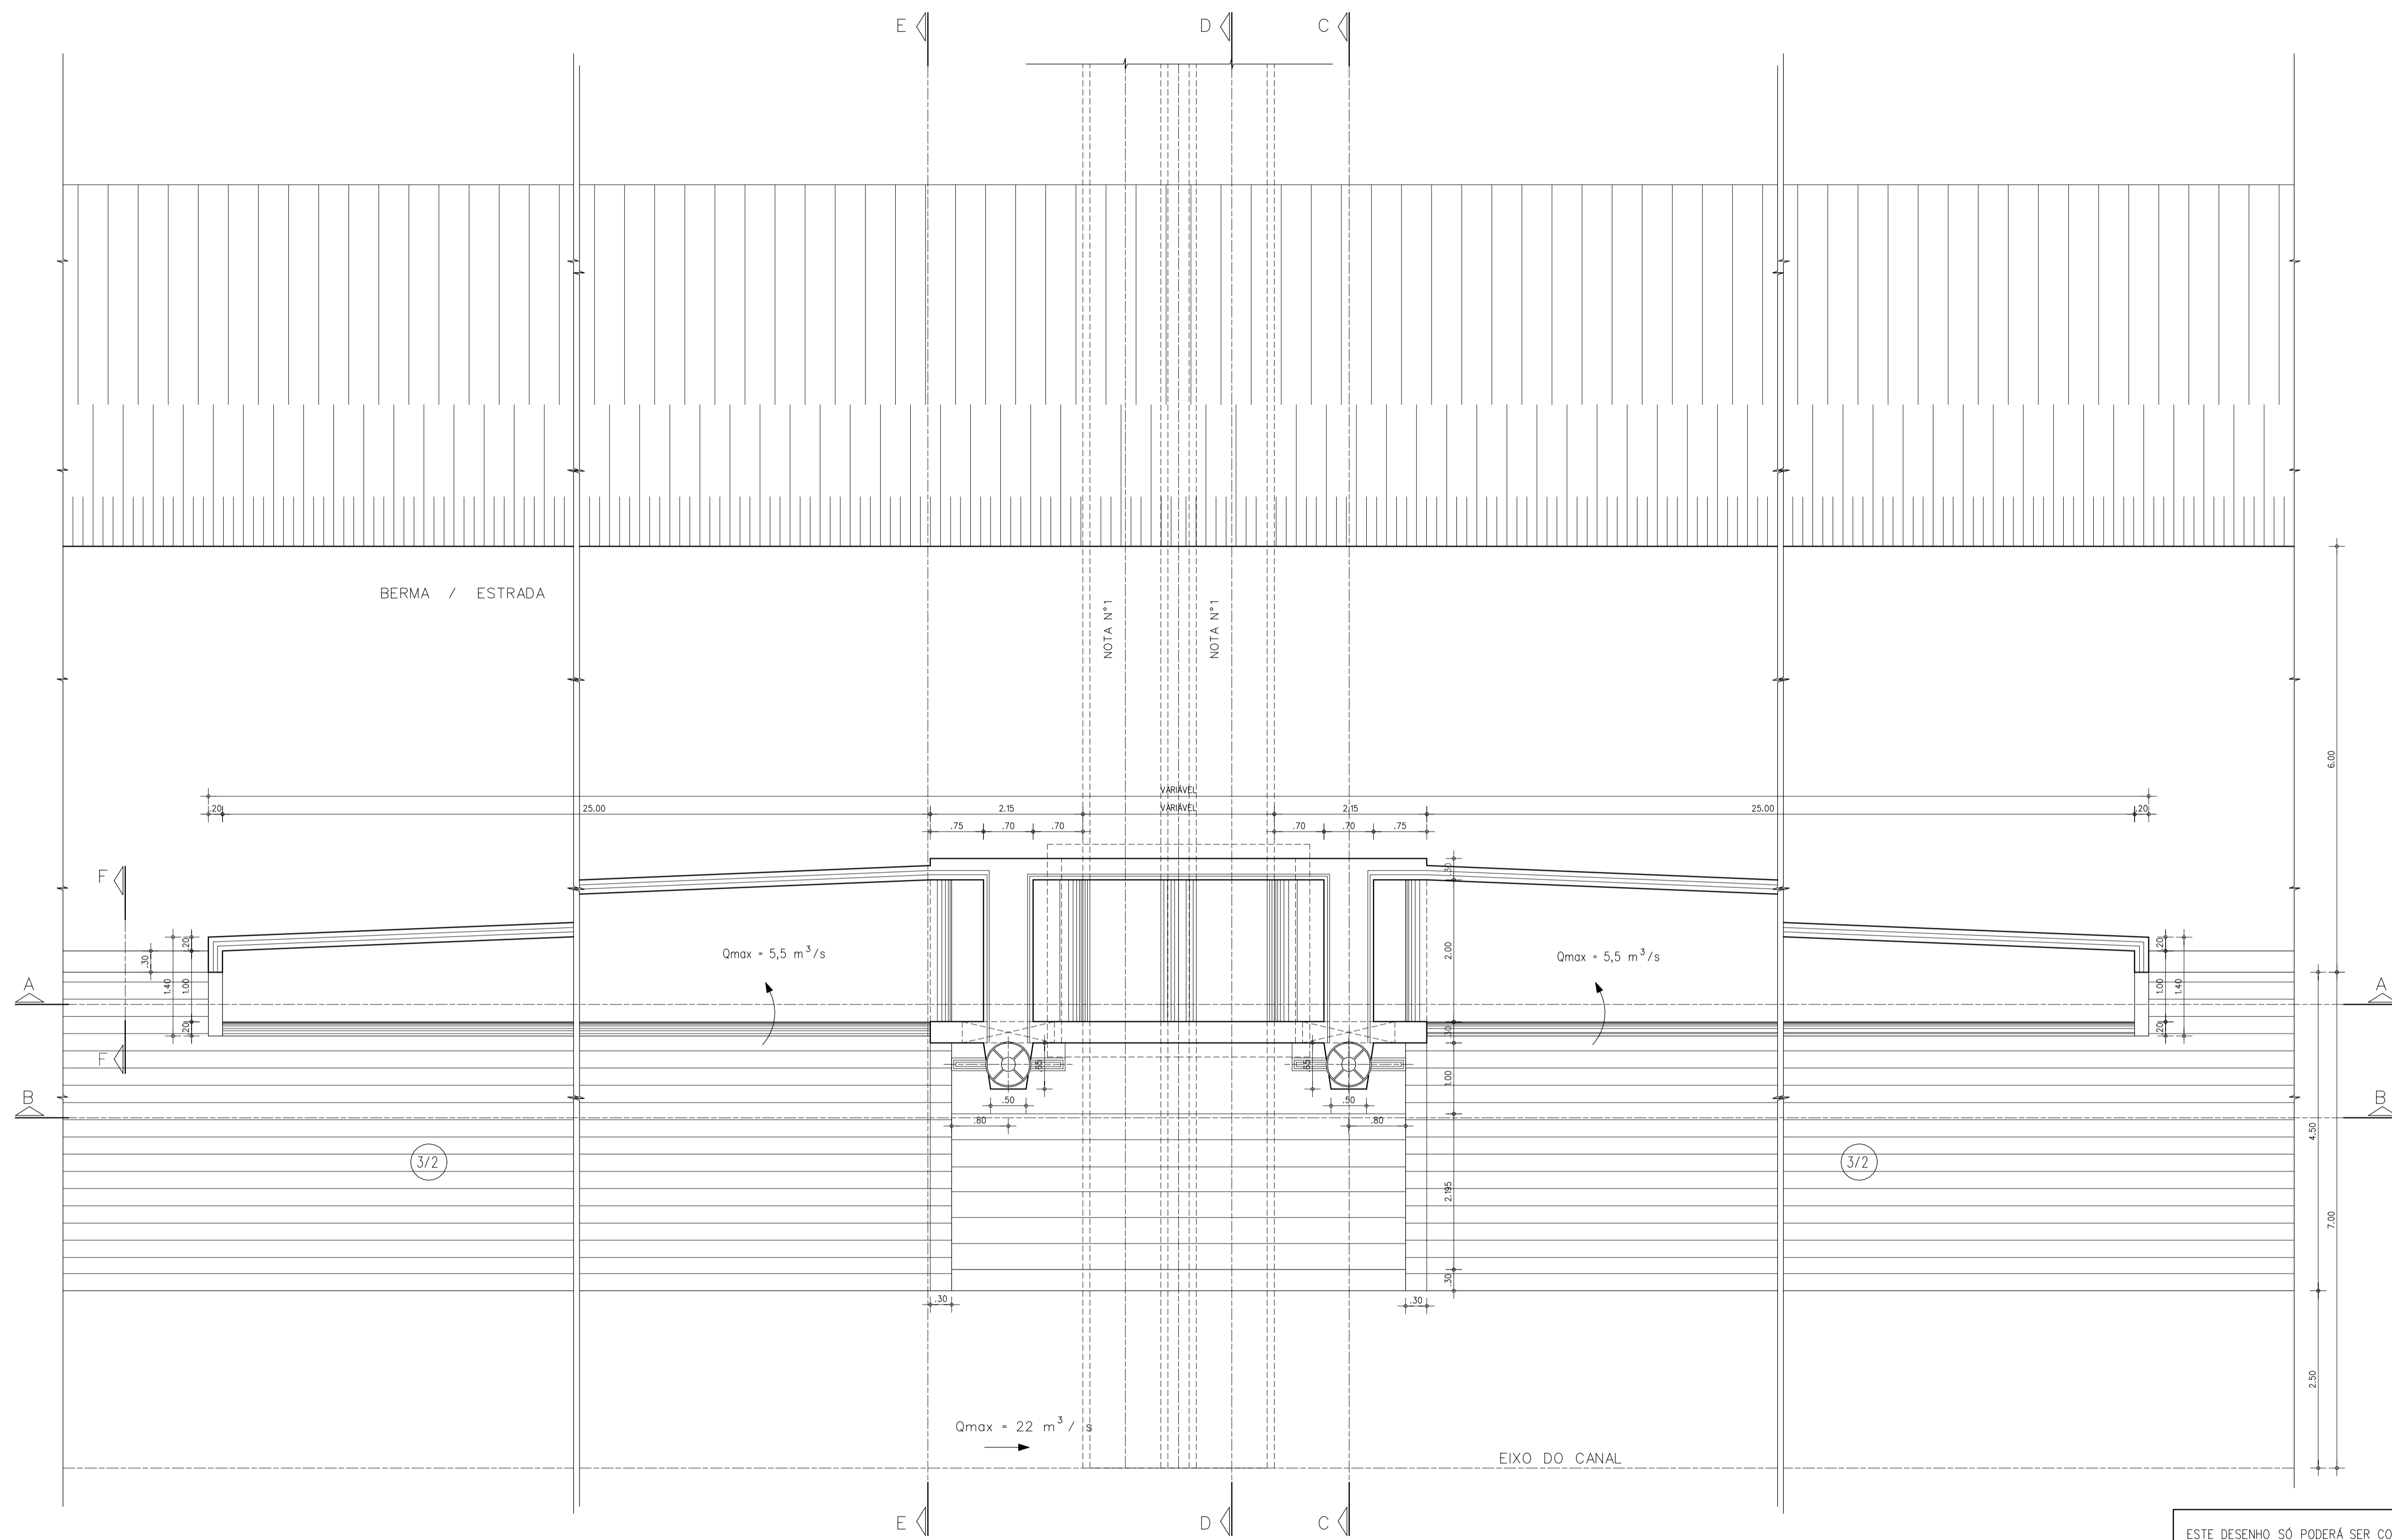 E D C
BERMA / ESTRADA
NOTA N°1
NOTA N°1
6.00
VARIÁVEL
.20 25.00 2.15 VARIÁVEL 2.15 25.00 .20
.75 .70 .70 .70 .70 .75
F
.30
Qmax = 5,5 m³/s
Qmax = 5,5 m³/s
2.00
.20 .20
.30 1.40 1.00 1.00 1.40
A A
.20 .30 .20
F
.65 .65
1.00
.50 .50
B B
.80 .80
4.50
3/2 3/2
2.195
7.00
.30
.30 .30
2.50
Qmax = 22 m³/ s
EIXO DO CANAL
E D C
ESTE DESENHO SÓ PODERÁ SER CO